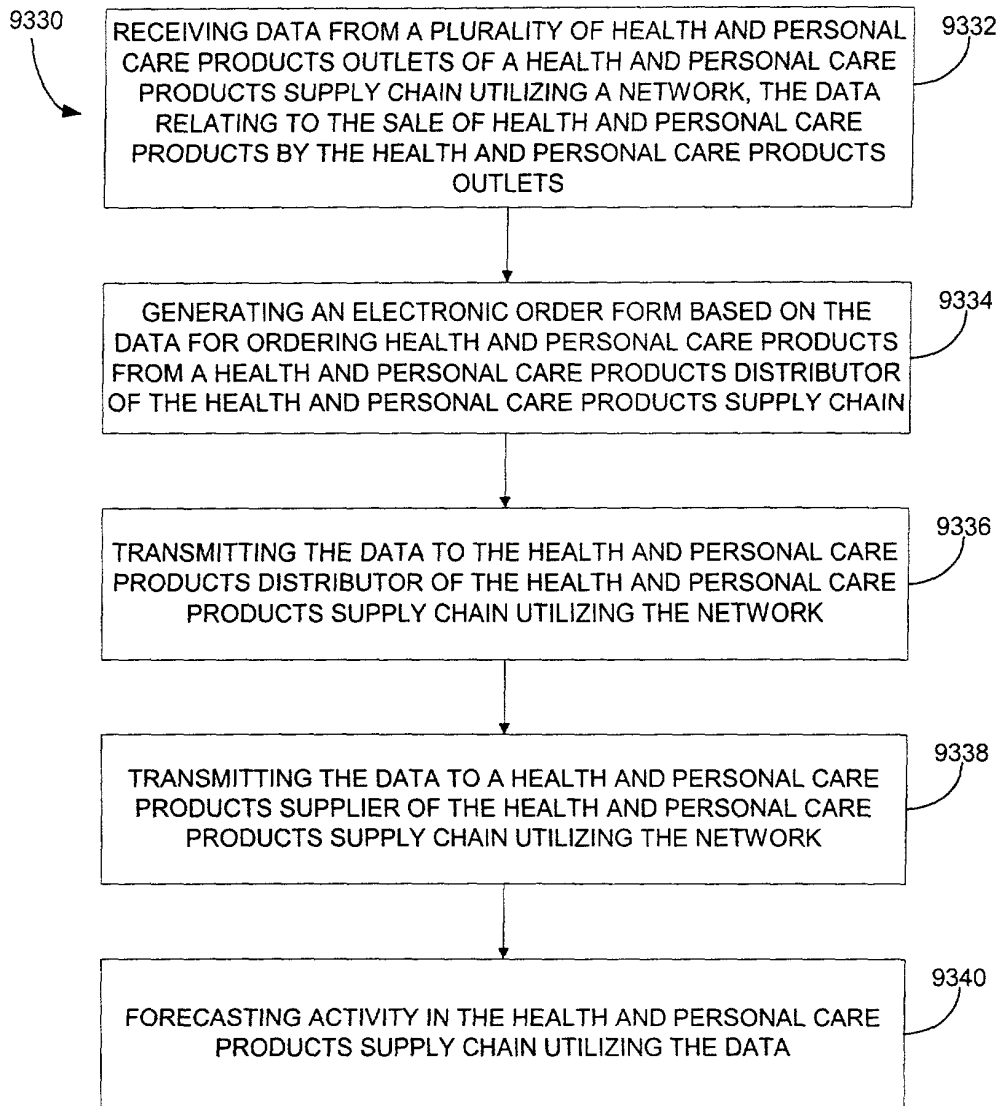 9330
9332
RECEIVING DATA FROM A PLURALITY OF HEALTH AND PERSONAL
CARE PRODUCTS OUTLETS OF A HEALTH AND PERSONAL CARE
PRODUCTS SUPPLY CHAIN UTILIZING A NETWORK, THE DATA
RELATING TO THE SALE OF HEALTH AND PERSONAL CARE
PRODUCTS BY THE HEALTH AND PERSONAL CARE PRODUCTS
OUTLETS
9334
GENERATING AN ELECTRONIC ORDER FORM BASED ON THE
DATA FOR ORDERING HEALTH AND PERSONAL CARE PRODUCTS
FROM A HEALTH AND PERSONAL CARE PRODUCTS DISTRIBUTOR
OF THE HEALTH AND PERSONAL CARE PRODUCTS SUPPLY CHAIN
9336
TRANSMITTING THE DATA TO THE HEALTH AND PERSONAL CARE
PRODUCTS DISTRIBUTOR OF THE HEALTH AND PERSONAL CARE
PRODUCTS SUPPLY CHAIN UTILIZING THE NETWORK
9338
TRANSMITTING THE DATA TO A HEALTH AND PERSONAL CARE
PRODUCTS SUPPLIER OF THE HEALTH AND PERSONAL CARE
PRODUCTS SUPPLY CHAIN UTILIZING THE NETWORK
9340
FORECASTING ACTIVITY IN THE HEALTH AND PERSONAL CARE
PRODUCTS SUPPLY CHAIN UTILIZING THE DATA